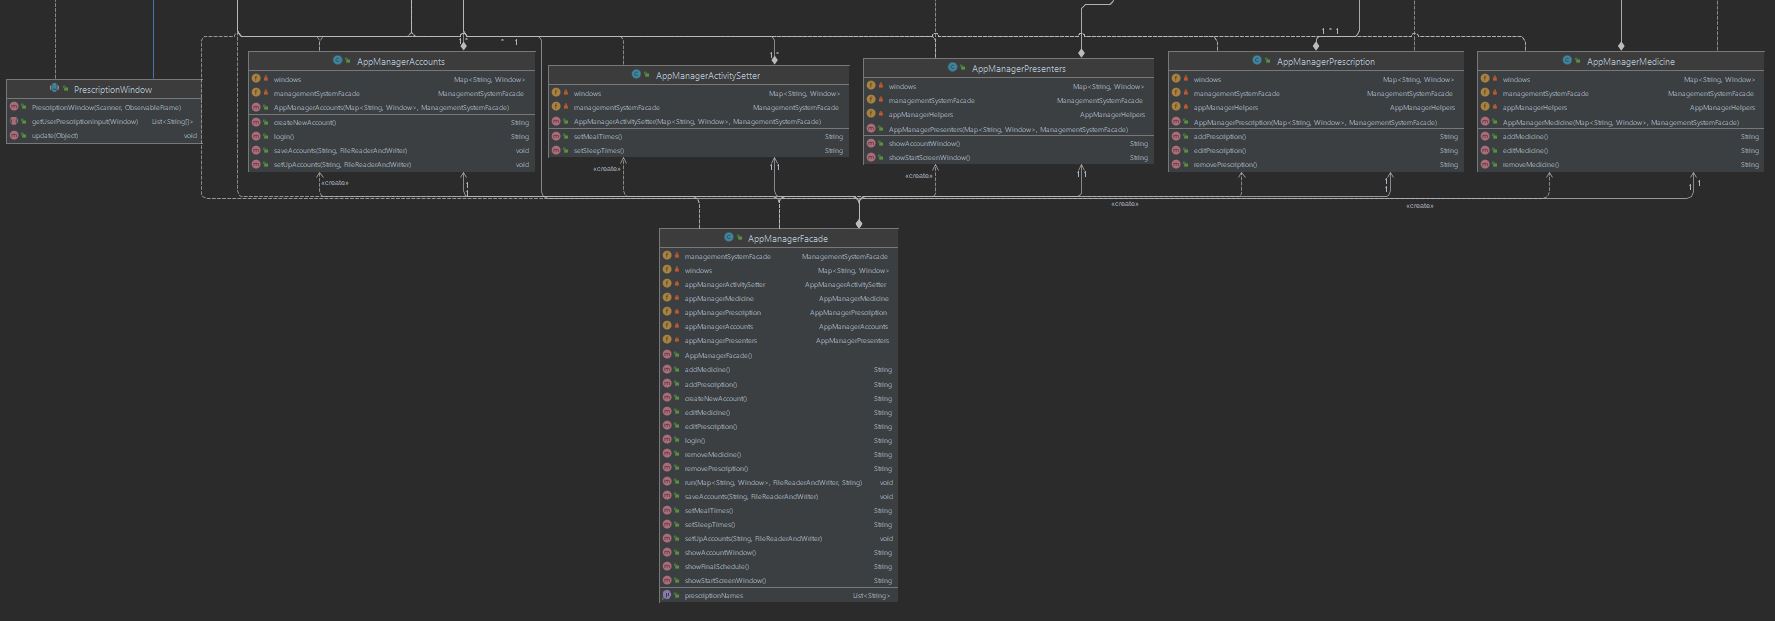 1 * 1
* 1
1 *
1 * 1
PrescriptionWindow
PrescriptionWindow(Scanner, ObservableFrame)
getUserPrescriptionInput(Window) List<String[]>
update(Object) void
AppManagerAccounts
windows Map<String, Window>
managementSystemFacade ManagementSystemFacade
AppManagerAccounts(Map<String, Window>, ManagementSystemFacade)
createNewAccount() String
login() String
saveAccounts(String, FileReaderAndWriter) void
setUpAccounts(String, FileReaderAndWriter) void
AppManagerActivitySetter
windows Map<String, Window>
managementSystemFacade ManagementSystemFacade
AppManagerActivitySetter(Map<String, Window>, ManagementSystemFacade)
setMealTimes() String
setSleepTimes() String
AppManagerPresenters
windows Map<String, Window>
managementSystemFacade ManagementSystemFacade
appManagerHelpers AppManagerHelpers
AppManagerPresenters(Map<String, Window>, ManagementSystemFacade)
showAccountWindow() String
showStartScreenWindow() String
AppManagerPrescription
windows Map<String, Window>
managementSystemFacade ManagementSystemFacade
appManagerHelpers AppManagerHelpers
AppManagerPrescription(Map<String, Window>, ManagementSystemFacade)
addPrescription() String
editPrescription() String
removePrescription() String
AppManagerMedicine
windows Map<String, Window>
managementSystemFacade ManagementSystemFacade
appManagerHelpers AppManagerHelpers
AppManagerMedicine(Map<String, Window>, ManagementSystemFacade)
addMedicine() String
editMedicine() String
removeMedicine() String
«create»
1
1
«create»
1 1
«create»
1 1
«create»
1
1
«create»
1 1
AppManagerFacade
managementSystemFacade ManagementSystemFacade
windows Map<String, Window>
appManagerActivitySetter AppManagerActivitySetter
appManagerMedicine AppManagerMedicine
appManagerPrescription AppManagerPrescription
appManagerAccounts AppManagerAccounts
appManagerPresenters AppManagerPresenters
AppManagerFacade()
addMedicine() String
addPrescription() String
createNewAccount() String
editMedicine() String
editPrescription() String
login() String
removeMedicine() String
removePrescription() String
run(Map<String, Window>, FileReaderAndWriter, String) void
saveAccounts(String, FileReaderAndWriter) void
setMealTimes() String
setSleepTimes() String
setUpAccounts(String, FileReaderAndWriter) void
showAccountWindow() String
showFinalSchedule() String
showStartScreenWindow() String
prescriptionNames List<String>